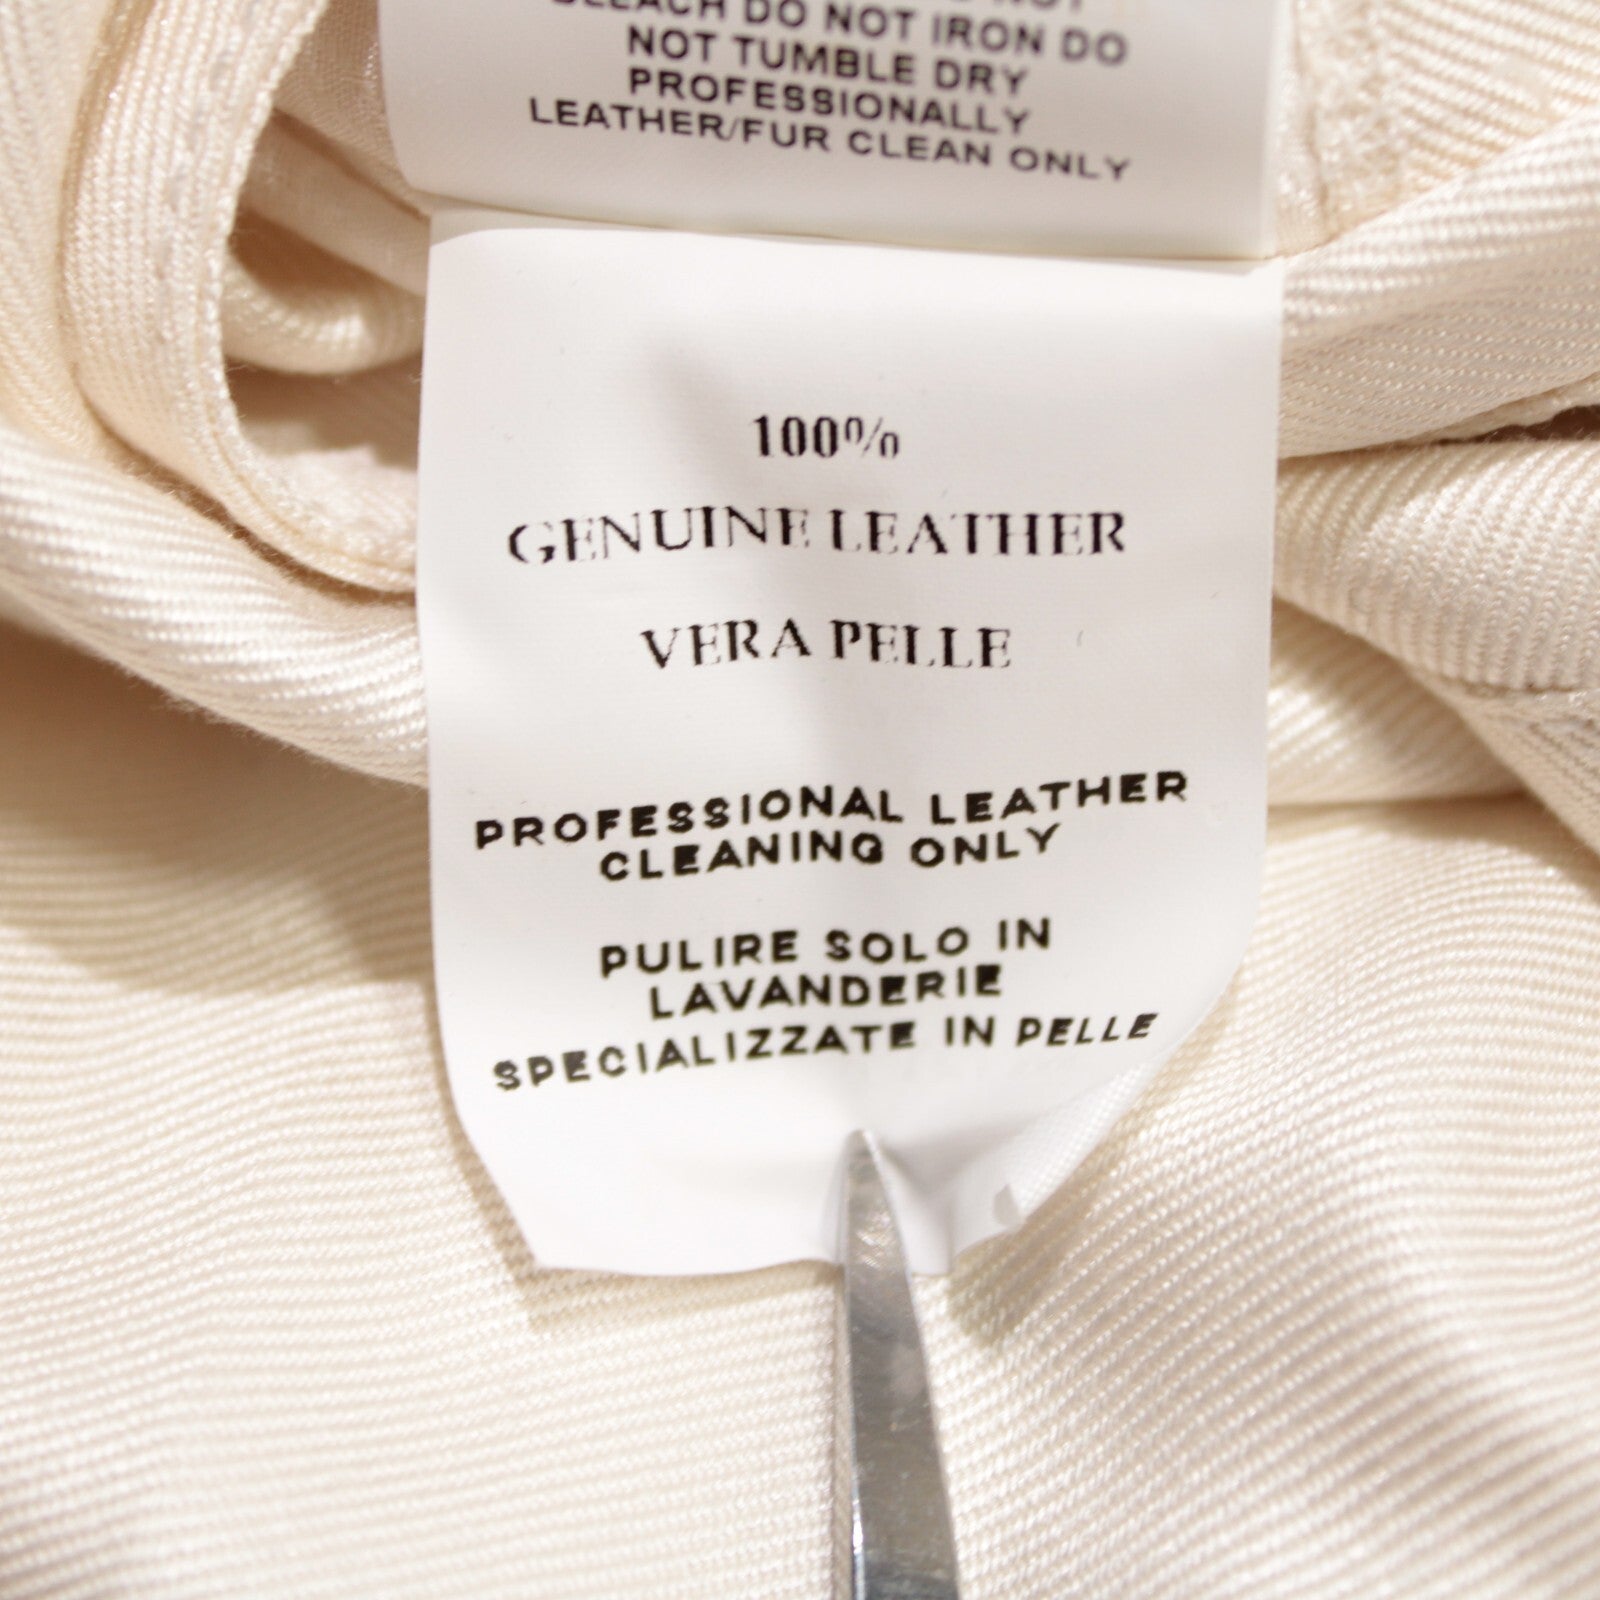 BLEACH DO NOT IRON DO
NOT TUMBLE DRY
PROFESSIONALLY
LEATHER/FUR CLEAN ONLY
100%
GENUINE LEATHER
VERA PELLE
PROFESSIONAL LEATHER
CLEANING ONLY
PULIRE SOLO IN
LAVANDERIE
SPECIALIZZATE IN PELLE